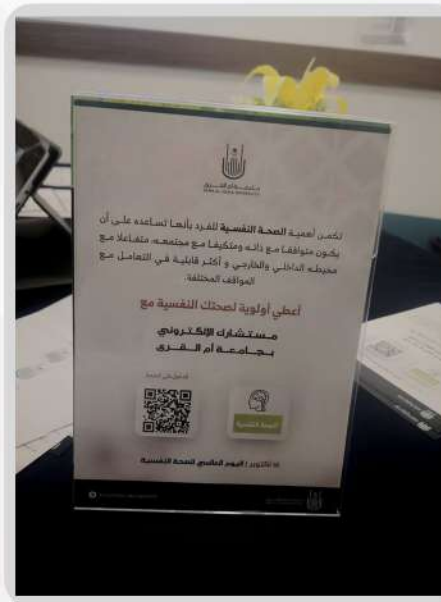 جامعة أم القرى
تكمن أهمية الصحة النفسية للفرد بأنها تساعده على أن
يكون متوافقا مع ذاته ومتكيفا مع مجتمعه، متفاعلا مع
محيطه الداخلي والخارجي و أكثر قابلية في التعامل مع
المواقف المختلفة.
أعطي أولوية لصحتك النفسية مع
مستشارك الإلكتروني
بجامعة أم القرى
الصحة النفسية
أكتوبر | اليوم العالمي للصحة النفسية